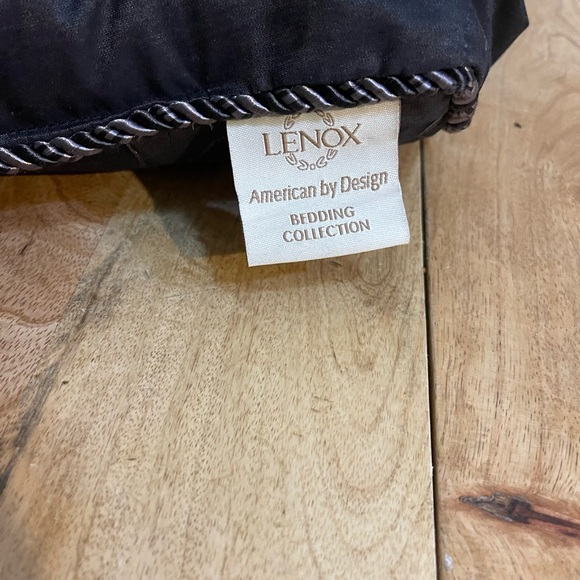 LENOX
American by Design
BEDDING
COLLECTION